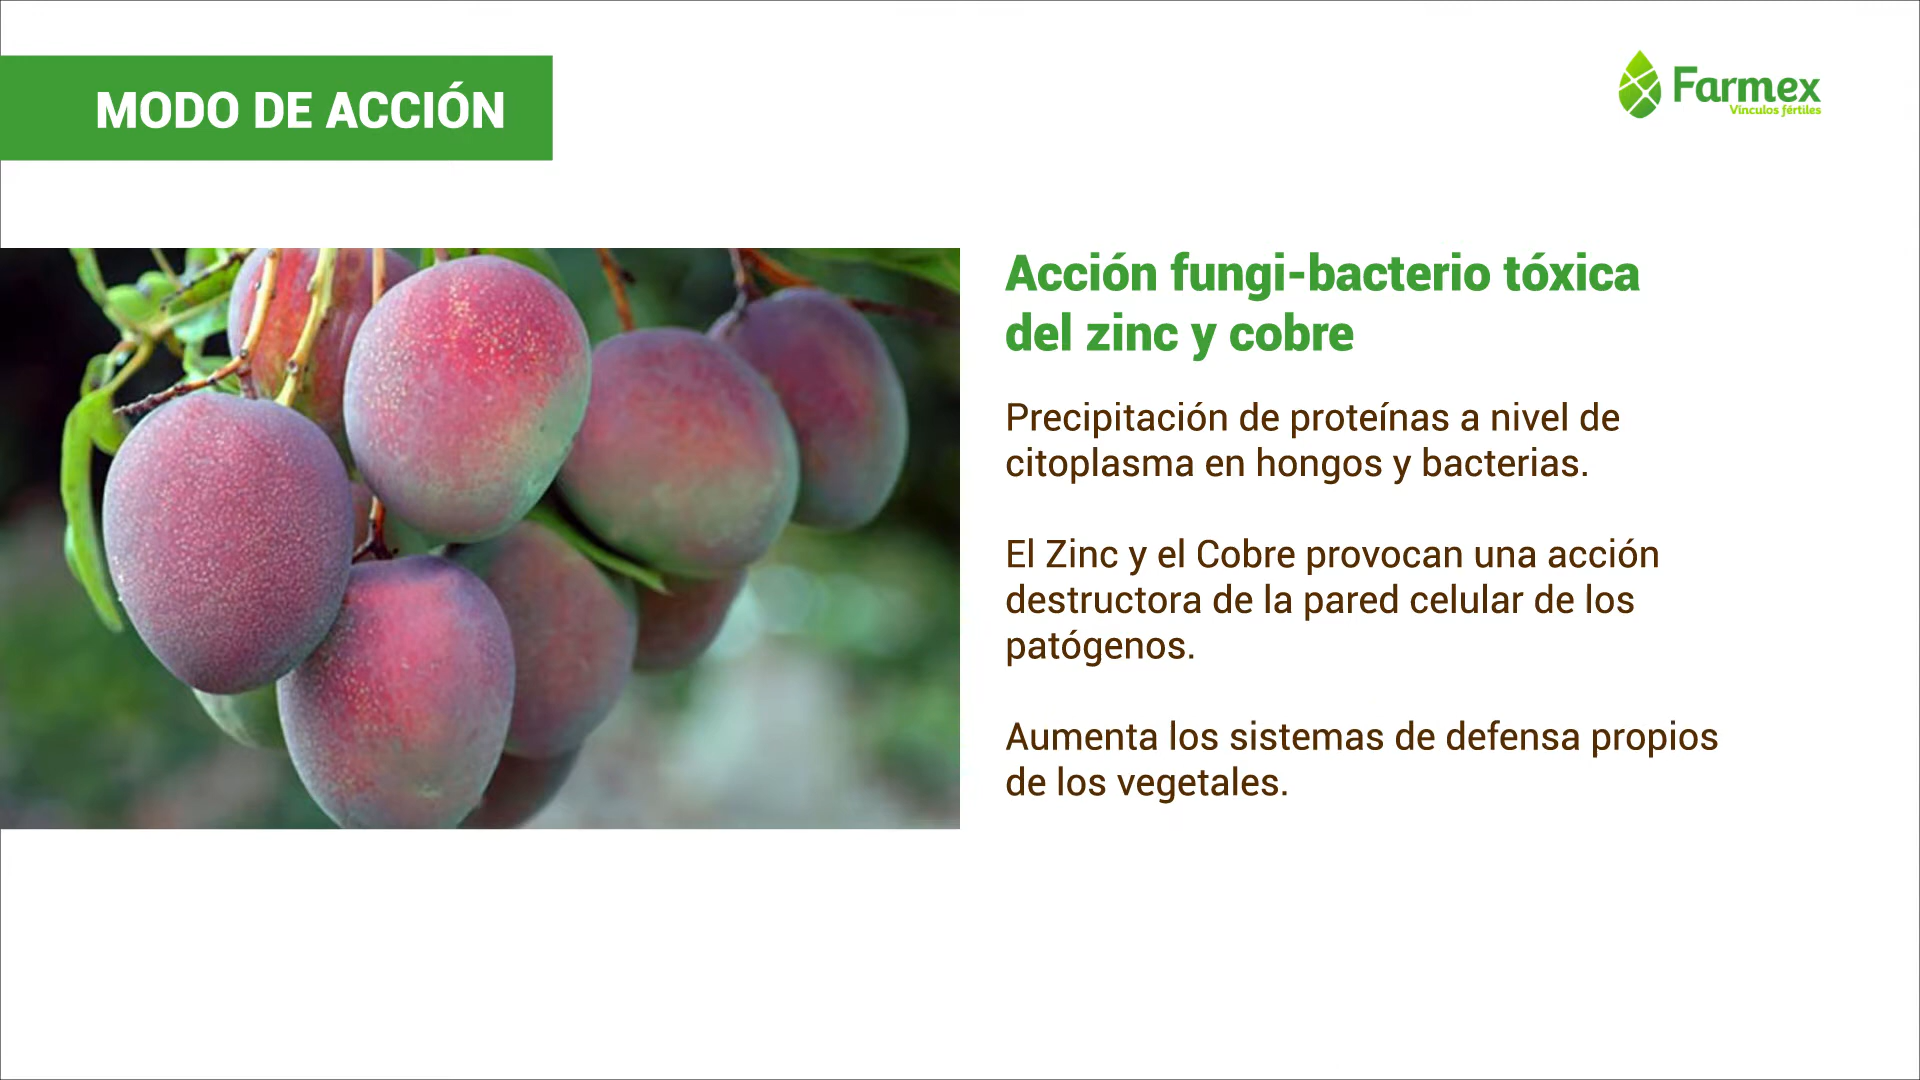 MODO DE ACCIÓN
Farmex
Vínculos fértiles
Acción fungi-bacterio tóxica
del zinc y cobre
Precipitación de proteínas a nivel de
citoplasma en hongos y bacterias.
El Zinc y el Cobre provocan una acción
destructora de la pared celular de los
patógenos.
Aumenta los sistemas de defensa propios
de los vegetales.